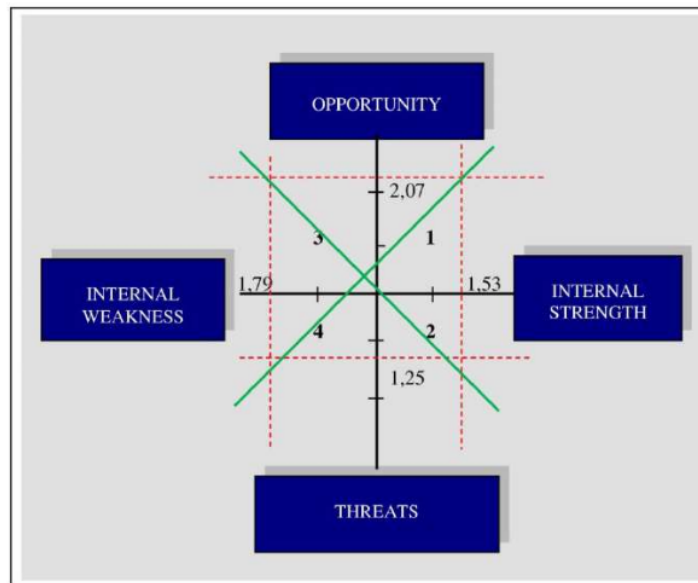 OPPORTUNITY
2,07
3
1
1,79
1,53
INTERNAL
WEAKNESS
INTERNAL
STRENGTH
4
2
1,25
THREATS